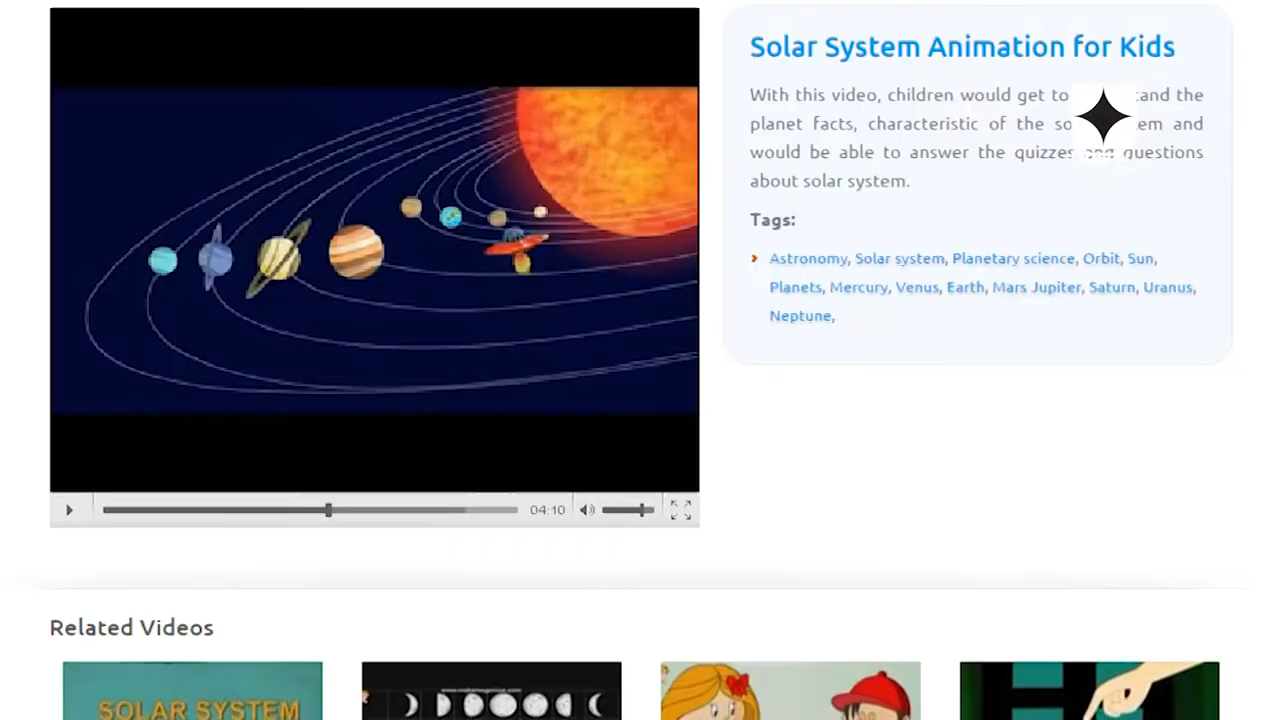 Solar System Animation for Kids
With this video, children would get to and the
planet facts, characteristic of the so em and
would be able to answer the quizzes questions
about solar system.
Tags:
Astronomy, Solar system, Planetary science, Orbit, Sun,
Planets, Mercury, Venus, Earth, Mars Jupiter, Saturn, Uranus,
Neptune,
04:10
Related Videos
SOLAR SYSTEM